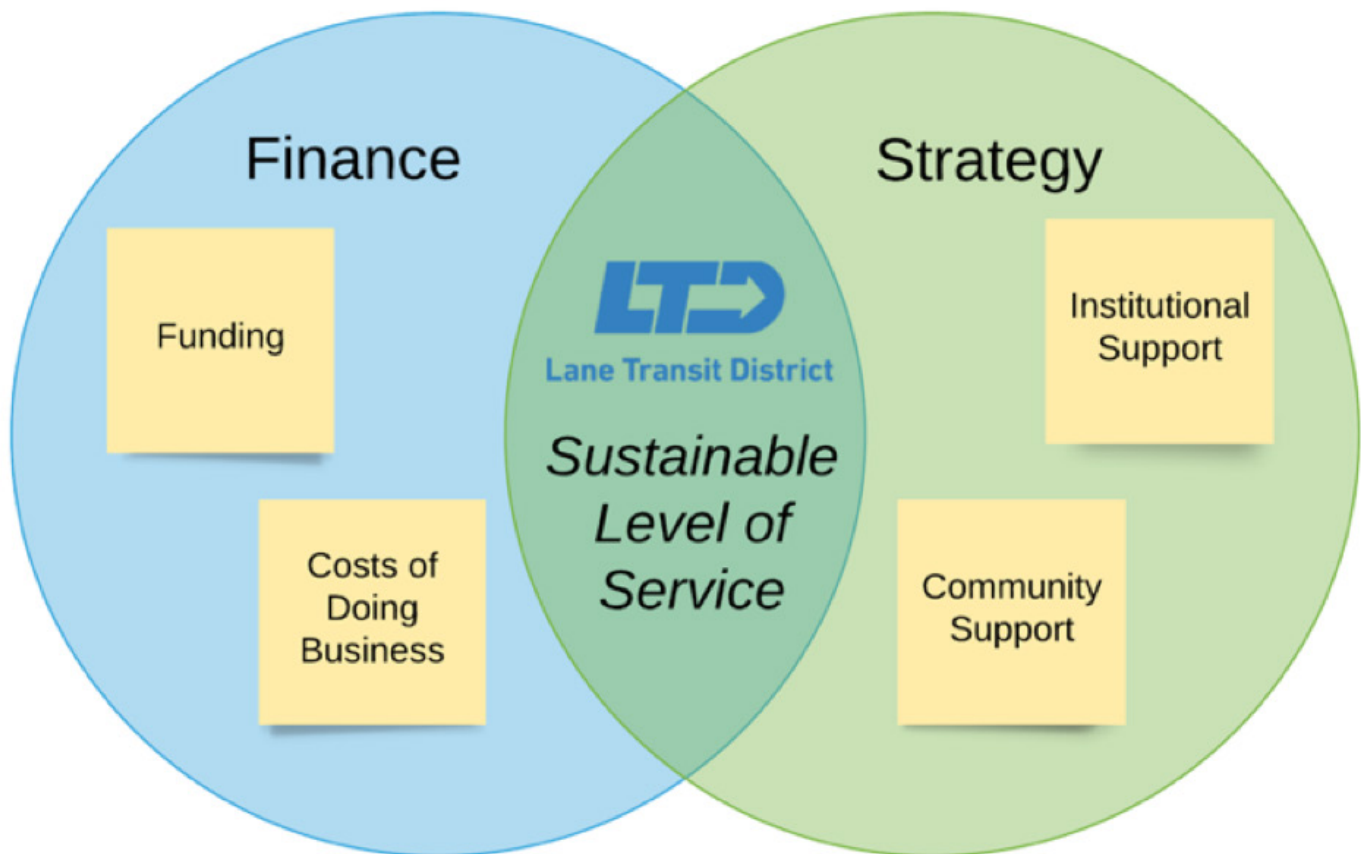 Finance
Funding
Costs of
Doing
Business
LTD
Lane Transit District
Sustainable
Level of
Service
Strategy
Institutional
Support
Community
Support